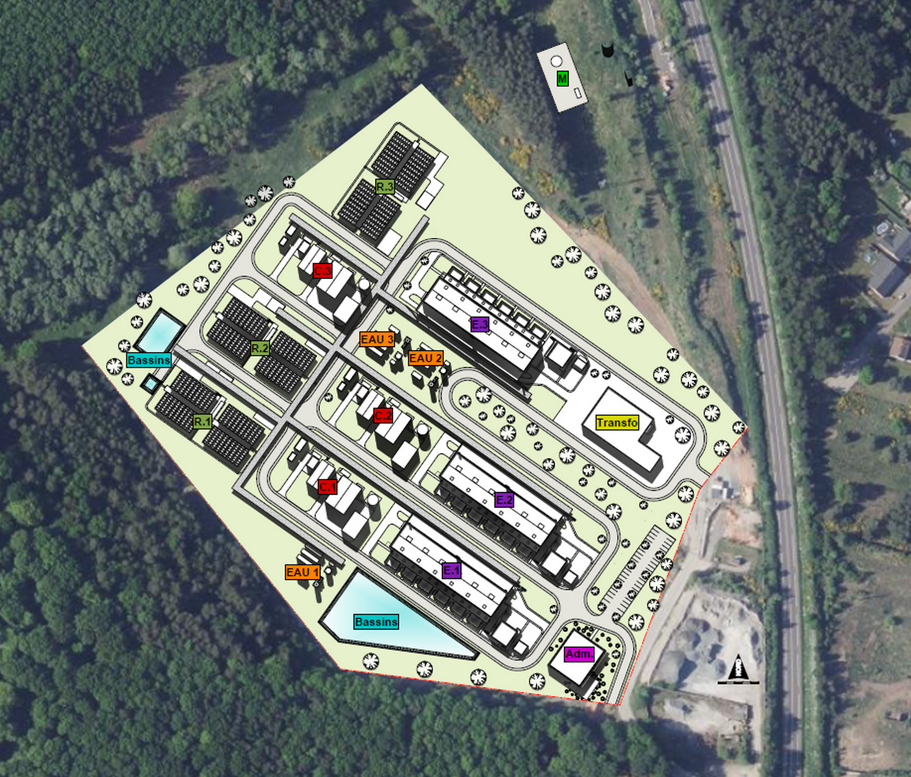 M
R.3
C.3
E.3
EAU 3
R.2
EAU 2
Bassins
C.2
R.1
Transfo
C.1
E.2
E.1
EAU 1
Bassins
Adm.